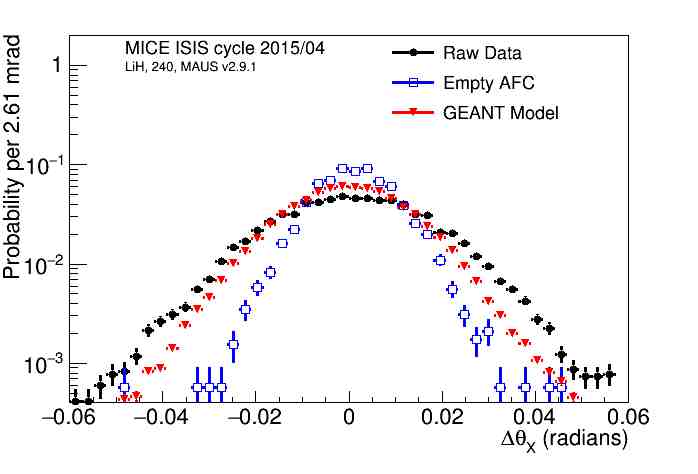 MICE ISIS cycle 2015/04
LiH, 240, MAUS v2.9.1
Raw Data
Empty AFC
GEANT Model
Probability per 2.61 mrad
1
10⁻¹
10⁻²
10⁻³
−0.06 −0.04 −0.02 0 0.02 0.04 0.06
Δθ_X (radians)